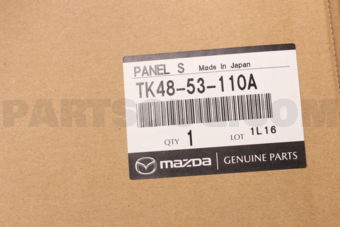 PANEL S Made In Japan
TK48-53-110A
QTY 1 LOT 1L16
mazda GENUINE PARTS